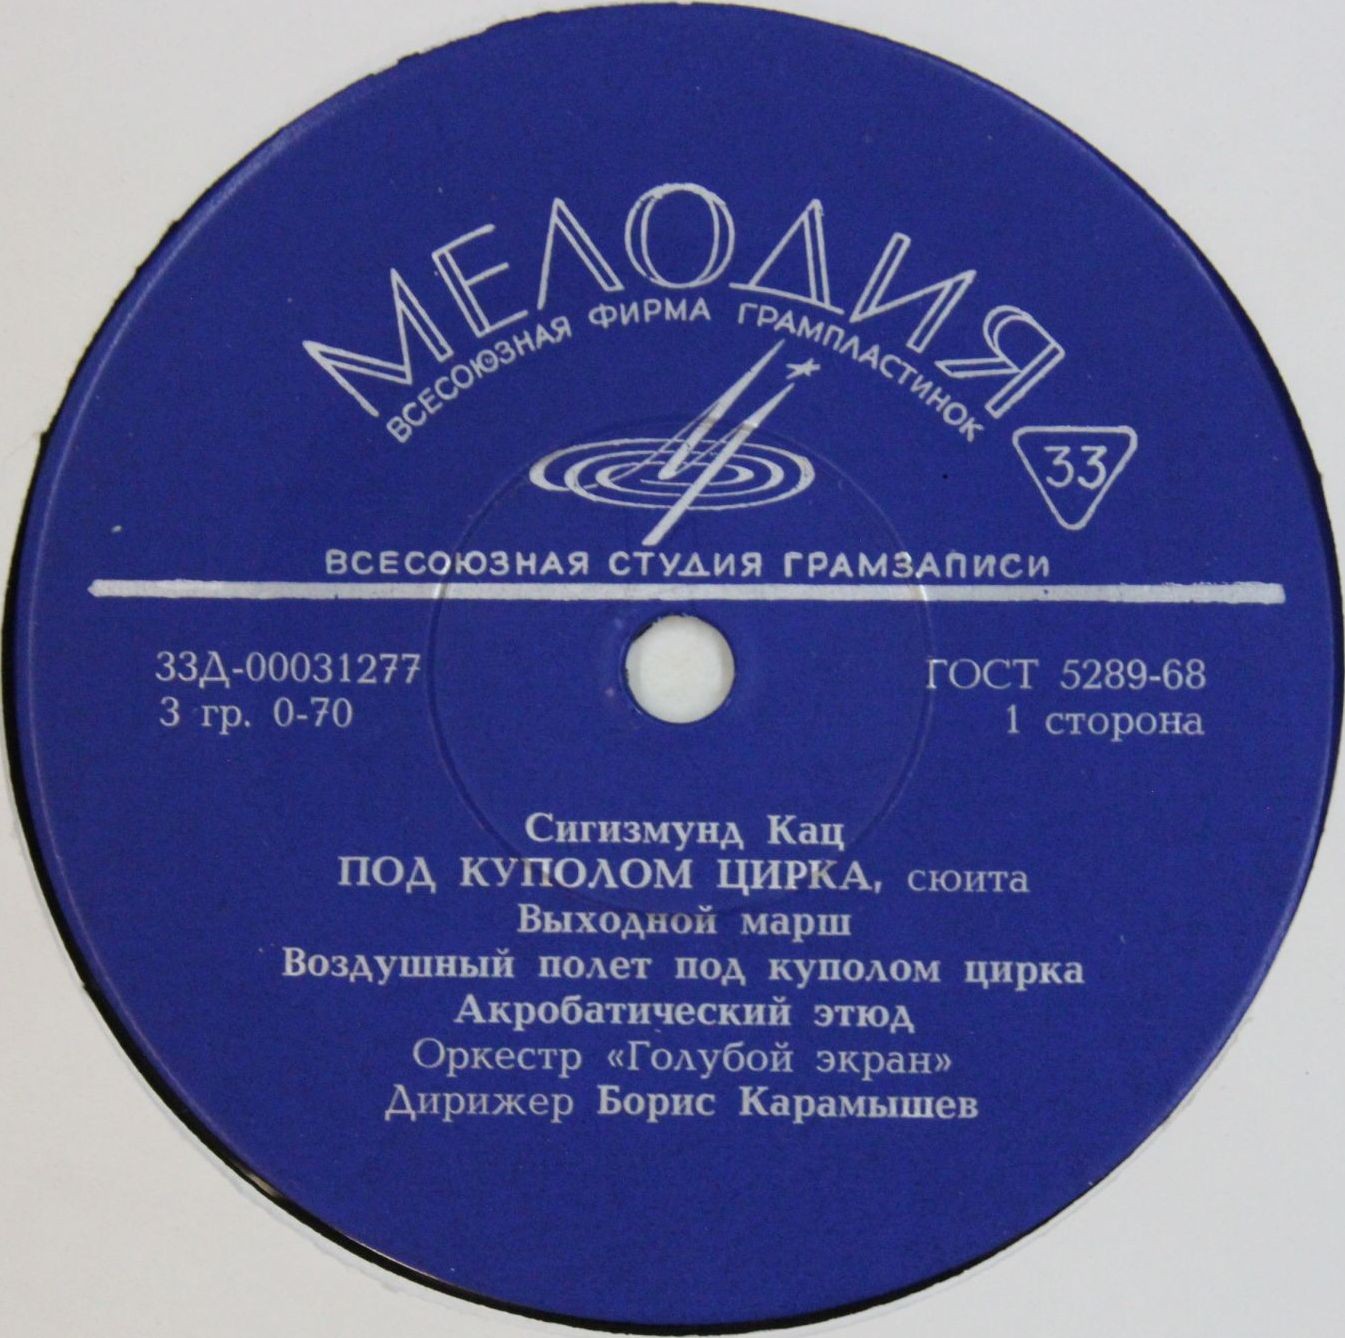 МЕЛОДИЯ
ВСЕСОЮЗНАЯ ФИРМА ГРАМПЛАСТИНОК
33
ВСЕСОЮЗНАЯ СТУДИЯ ГРАМЗАПИСИ
33Д-00031277
ГОСТ 5289-68
3 гр. 0-70
1 сторона
Сигизмунд Кац
ПОД КУПОЛОМ ЦИРКА, сюита
Выходной марш
Воздушный полет под куполом цирка
Акробатический этюд
Оркестр «Голубой экран»
Дирижер Борис Карамышев